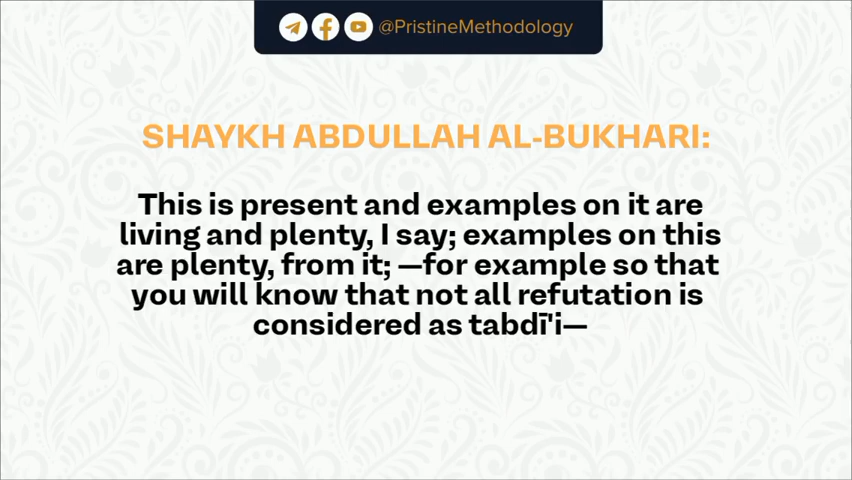 @PristineMethodology
SHAYKH ABDULLAH AL-BUKHARI:
This is present and examples on it are
living and plenty, I say; examples on this
are plenty, from it; —for example so that
you will know that not all refutation is
considered as tabdī'i—